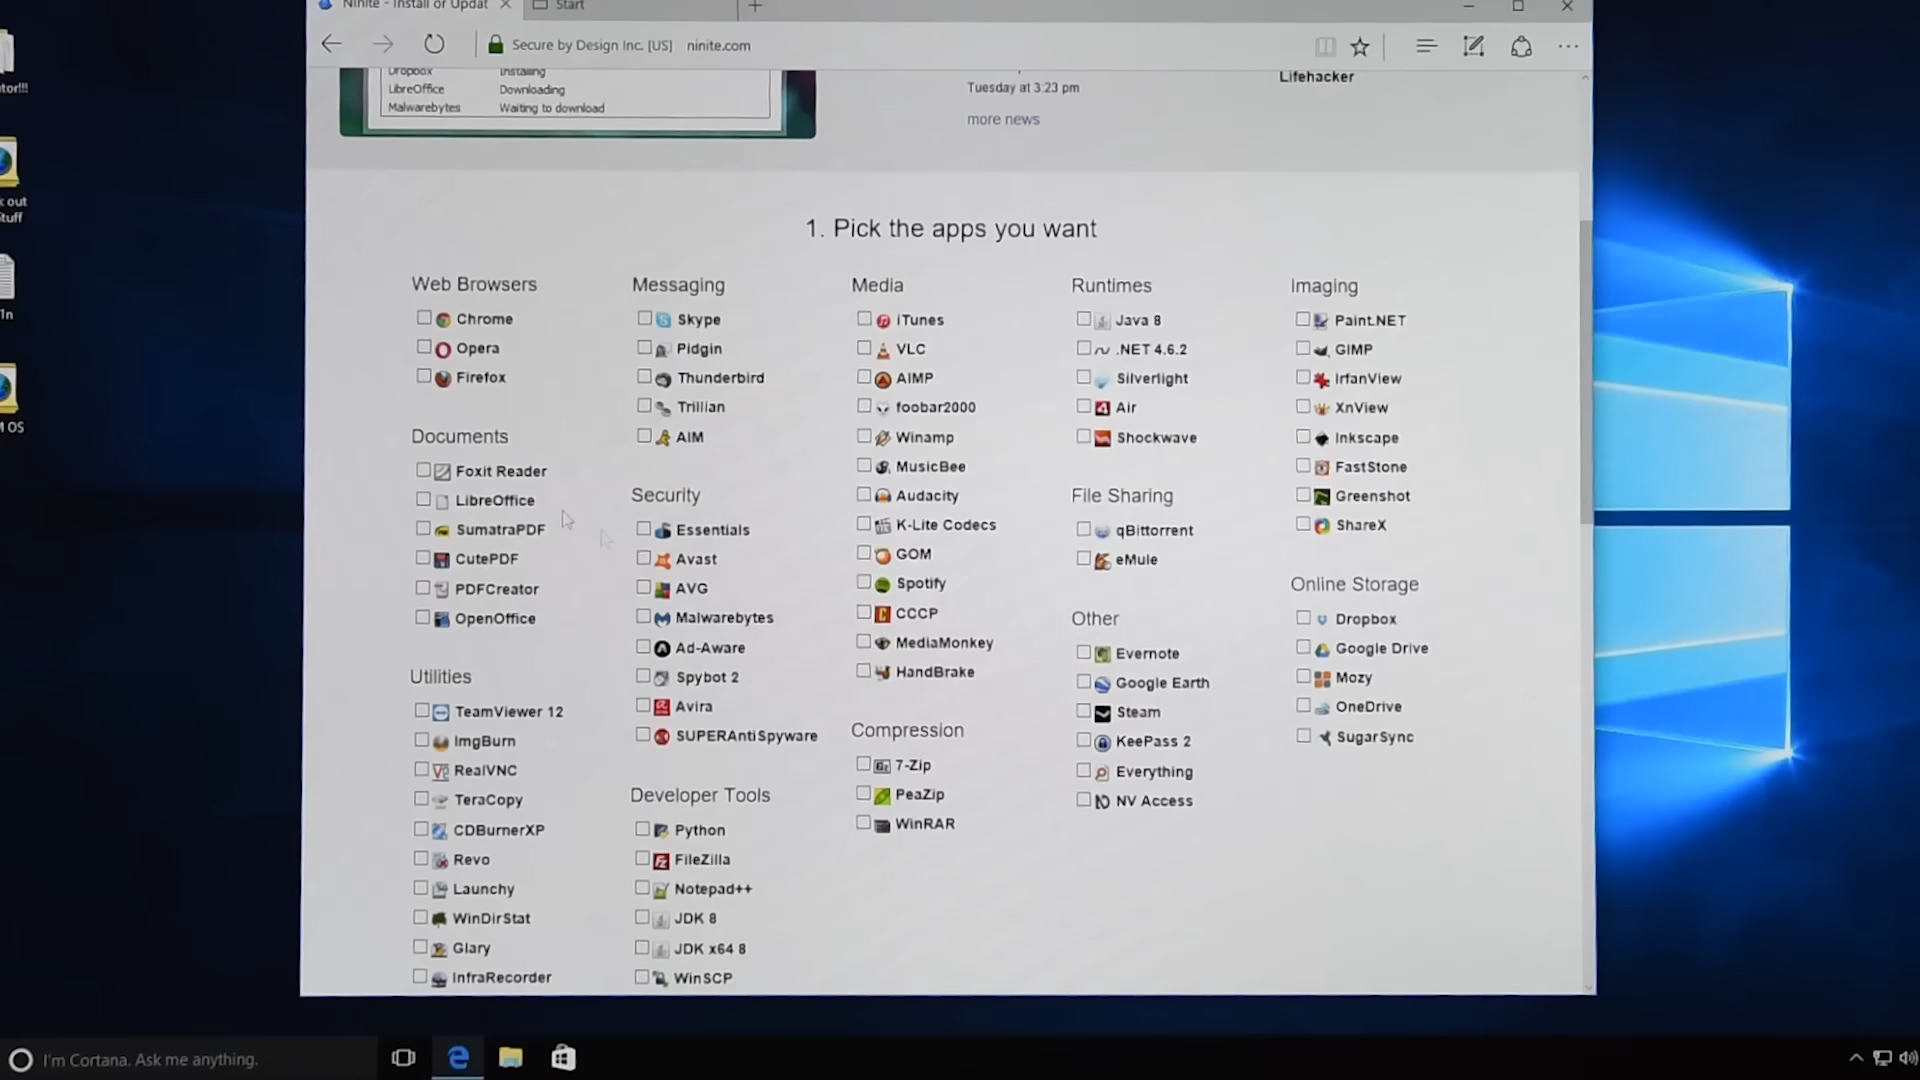 Ninite - Install or Updat
Start
Secure by Design Inc. [US] ninite.com
Dropbox Installing
LibreOffice Downloading
Malwarebytes Waiting to download
Tuesday at 3:23 pm
more news
Lifehacker
1. Pick the apps you want
Web Browsers
Chrome
Opera
Firefox
Documents
Foxit Reader
LibreOffice
SumatraPDF
CutePDF
PDFCreator
OpenOffice
Utilities
TeamViewer 12
ImgBurn
RealVNC
TeraCopy
CDBurnerXP
Revo
Launchy
WinDirStat
Glary
InfraRecorder
Messaging
Skype
Pidgin
Thunderbird
Trillian
AIM
Security
Essentials
Avast
AVG
Malwarebytes
Ad-Aware
Spybot 2
Avira
SUPERAntiSpyware
Developer Tools
Python
FileZilla
Notepad++
JDK 8
JDK x64 8
WinSCP
Media
iTunes
VLC
AIMP
foobar2000
Winamp
MusicBee
Audacity
K-Lite Codecs
GOM
Spotify
CCCP
MediaMonkey
HandBrake
Compression
7-Zip
PeaZip
WinRAR
Runtimes
Java 8
.NET 4.6.2
Silverlight
Air
Shockwave
File Sharing
qBittorrent
eMule
Other
Evernote
Google Earth
Steam
KeePass 2
Everything
NV Access
Imaging
Paint.NET
GIMP
IrfanView
XnView
Inkscape
FastStone
Greenshot
ShareX
Online Storage
Dropbox
Google Drive
Mozy
OneDrive
SugarSync
tor!!!
k out
tuff
1n
M OS
I'm Cortana. Ask me anything.